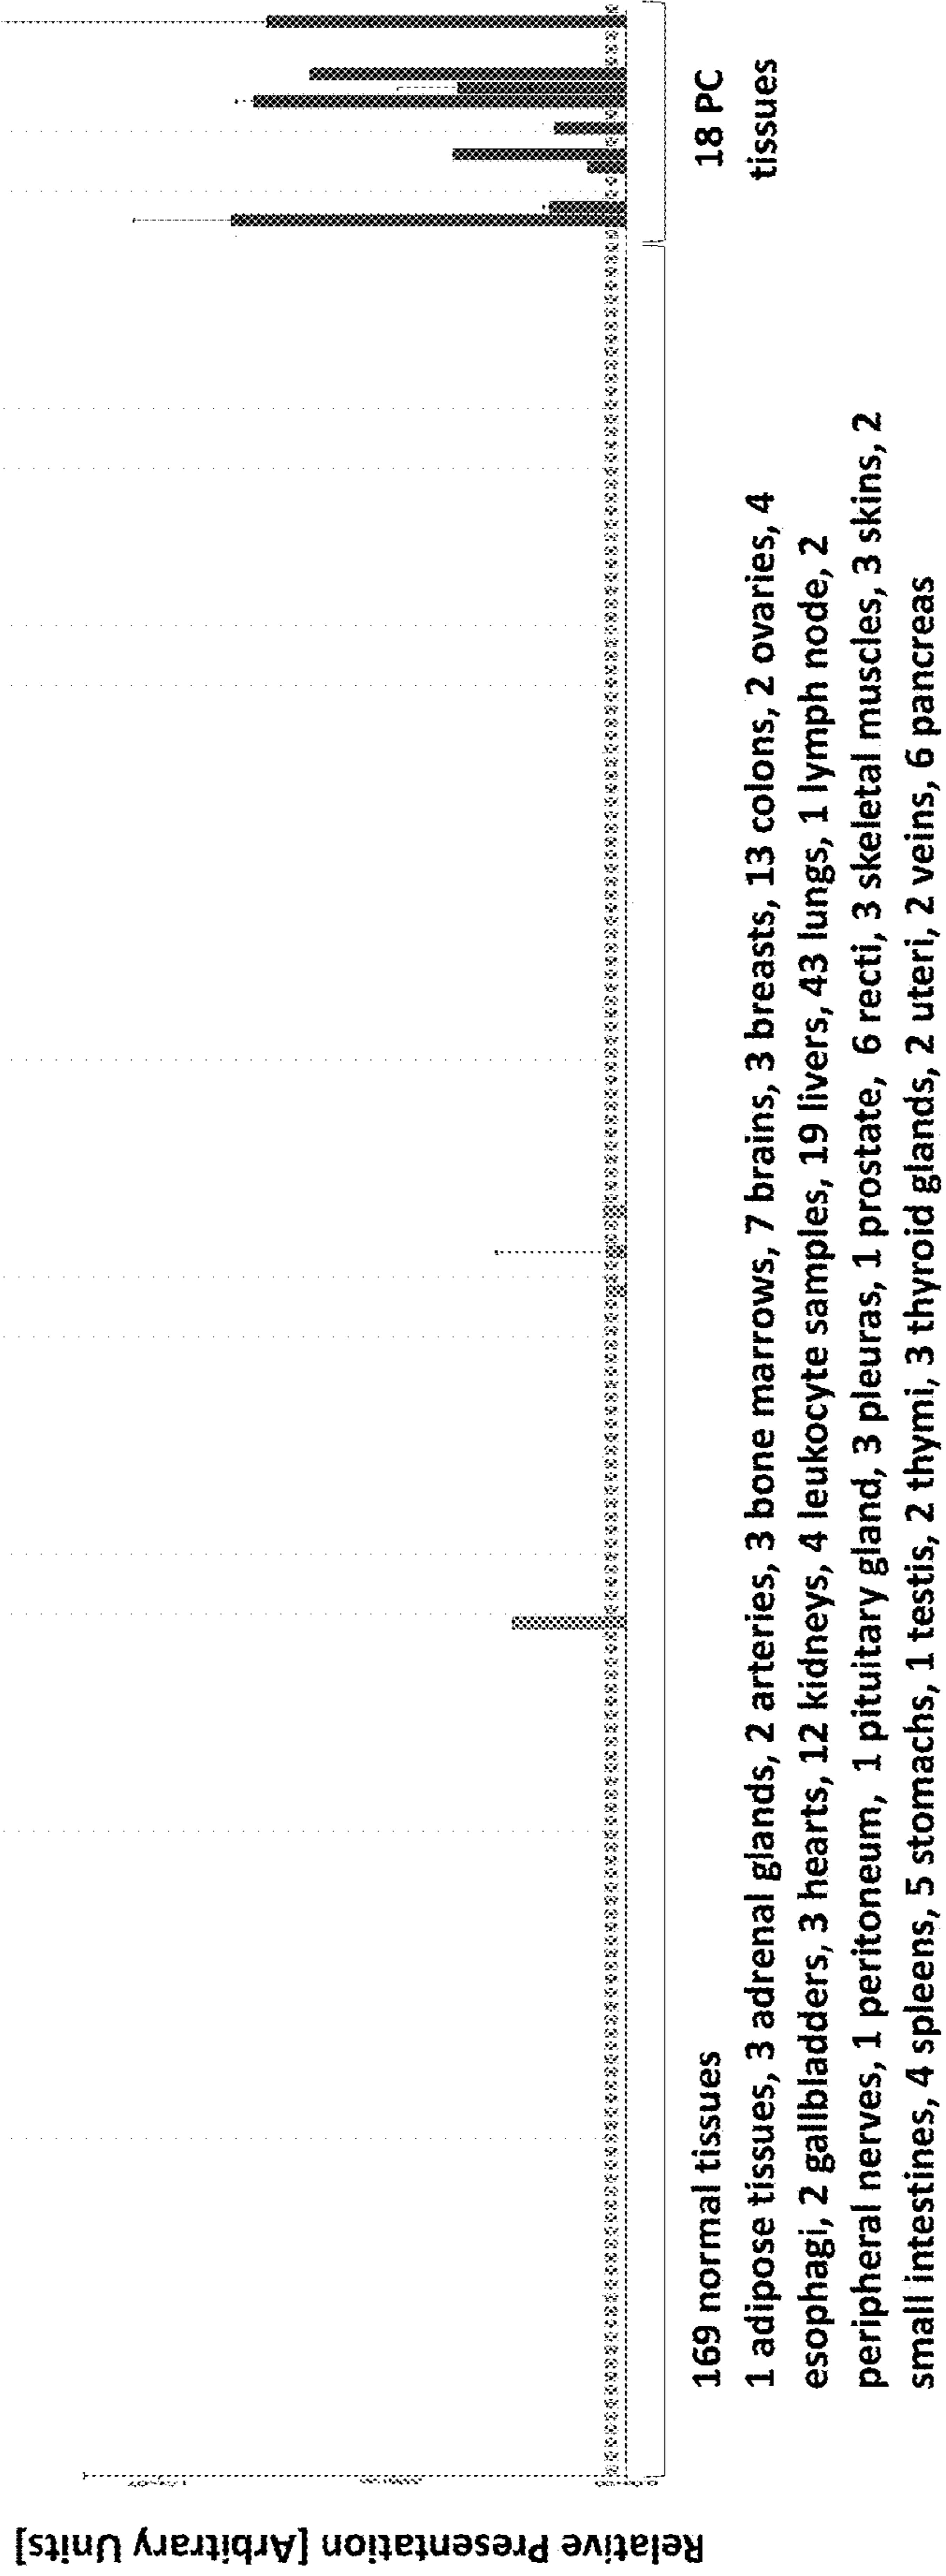 Relative Presentation [Arbitrary Units]
169 normal tissues
1 adipose tissues, 3 adrenal glands, 2 arteries, 3 bone marrows, 7 brains, 3 breasts, 13 colons, 2 ovaries, 4
esophagi, 2 gallbladders, 3 hearts, 12 kidneys, 4 leukocyte samples, 19 livers, 43 lungs, 1 lymph node, 2
peripheral nerves, 1 peritoneum, 1 pituitary gland, 3 pleuras, 1 prostate, 6 recti, 3 skeletal muscles, 3 skins, 2
small intestines, 4 spleens, 5 stomachs, 1 testis, 2 thymi, 3 thyroid glands, 2 uteri, 2 veins, 6 pancreas
18 PC
tissues